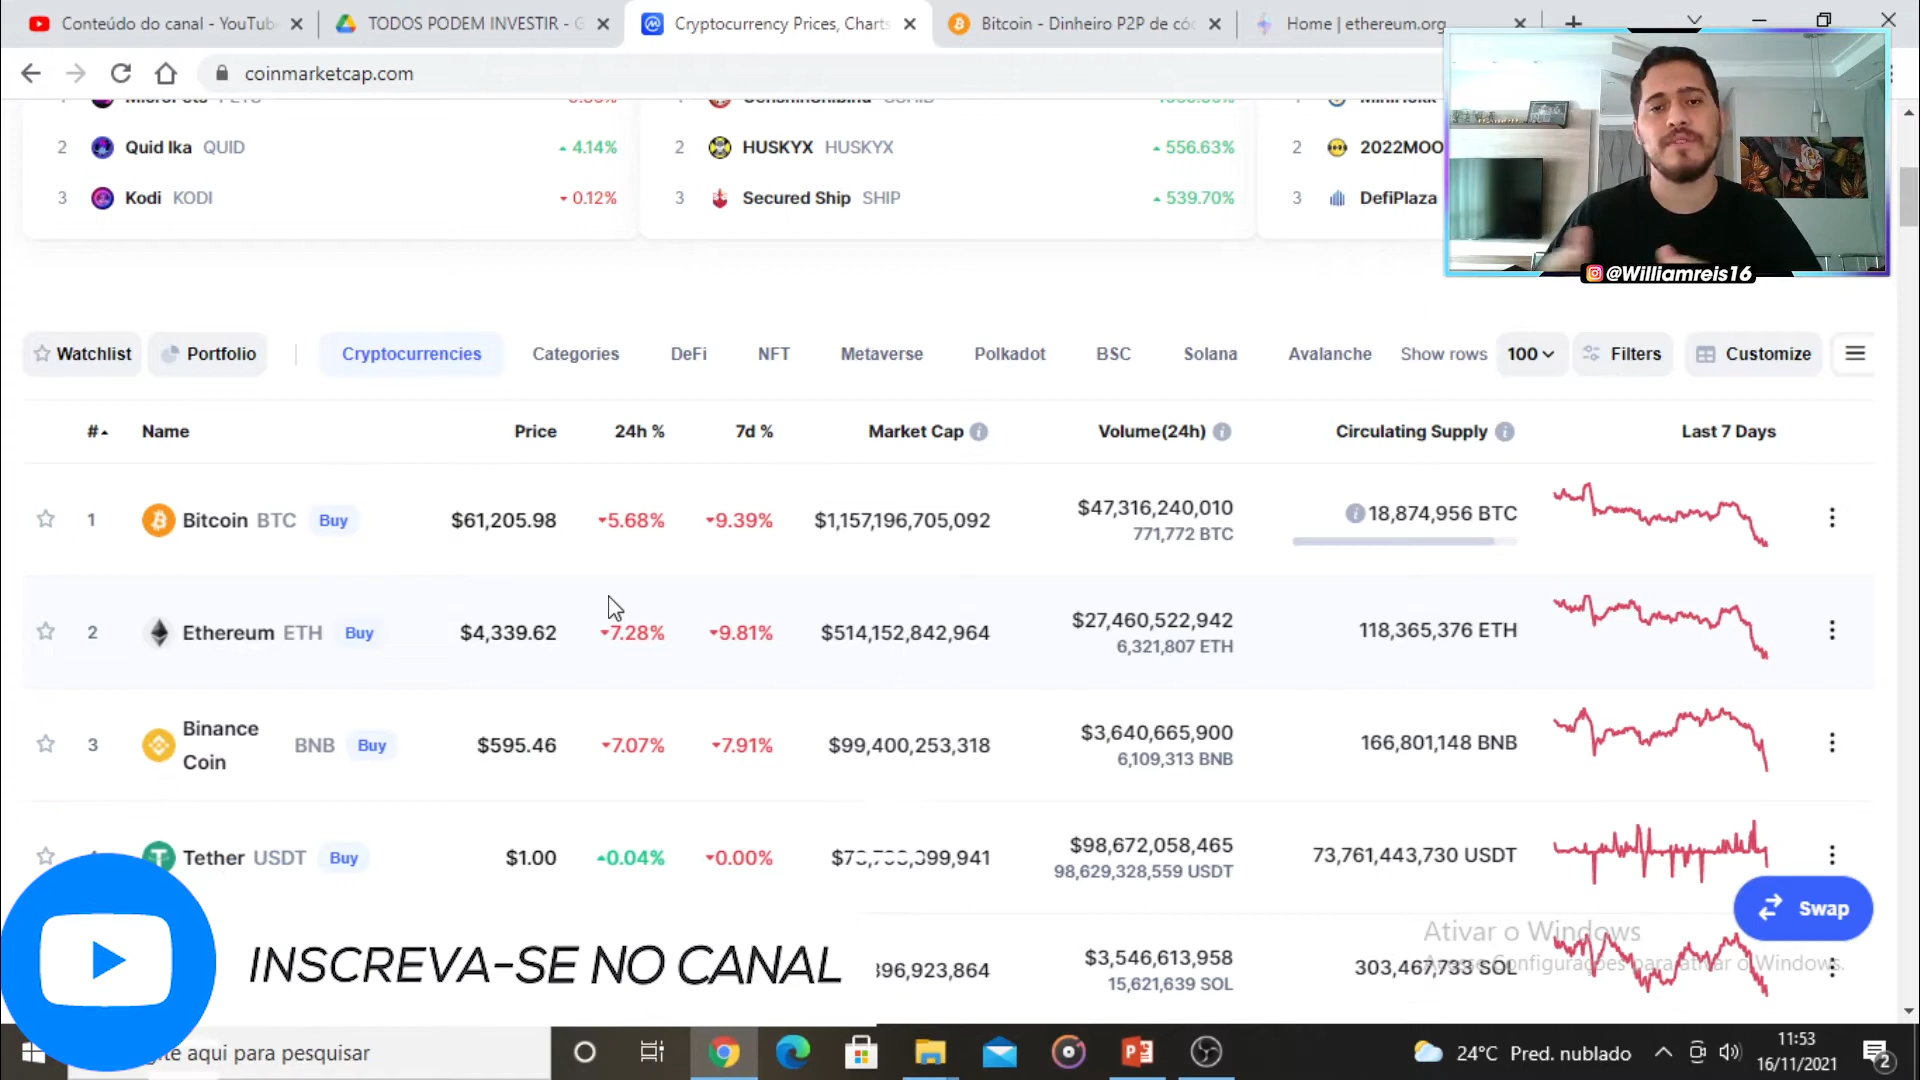 Conteúdo do canal - YouTub
TODOS PODEM INVESTIR - G
Cryptocurrency Prices, Charts
Bitcoin - Dinheiro P2P de có
Home | ethereum.org
coinmarketcap.com
2 Quid Ika QUID 4.14%
2 HUSKYX HUSKYX 556.63%
2 2022MOO
3 Kodi KODI 0.12%
3 Secured Ship SHIP 539.70%
3 DefiPlaza
@Williamreis16
Watchlist Portfolio Cryptocurrencies Categories DeFi NFT Metaverse Polkadot BSC Solana Avalanche Show rows 100 Filters Customize
# Name Price 24h % 7d % Market Cap Volume(24h) Circulating Supply Last 7 Days
1 Bitcoin BTC Buy $61,205.98 5.68% 9.39% $1,157,196,705,092 $47,316,240,010 18,874,956 BTC
771,772 BTC
2 Ethereum ETH Buy $4,339.62 7.28% 9.81% $514,152,842,964 $27,460,522,942 118,365,376 ETH
6,321,807 ETH
3 Binance Coin BNB Buy $595.46 7.07% 7.91% $99,400,253,318 $3,640,665,900 166,801,148 BNB
6,109,313 BNB
Tether USDT Buy $1.00 0.04% 0.00% $98,672,058,465 73,761,443,730 USDT
98,629,328,559 USDT
Swap
396,923,864 $3,546,613,958 303,467,733 SOL
15,621,639 SOL
Ativar o Windows
INSCREVA-SE NO CANAL
aqui para pesquisar
24°C Pred. nublado
11:53
16/11/2021
2